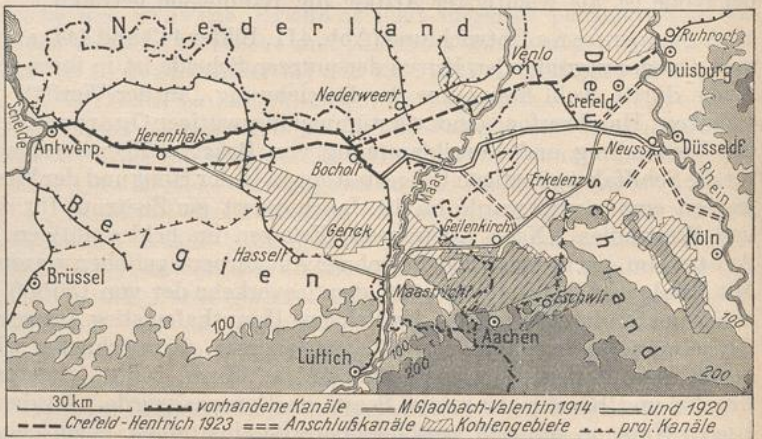 Niederland
Ruhrort
Duisburg
Venlo
Nederweert
Crefeld
Schelde
Antwerp.
Herenthals
Bocholt
Maas
Neuss
Düsseldf.
Rhein
Erkelenz
Deutschland
Belgien
Genck
Geilenkirch.
Köln
Hasselt
Brüssel
Maastricht
Eschwlr
100
100
Aachen
100
200
200
Lüttich
30 km vorhandene Kanäle M.Gladbach-Valentin 1914 und 1920
Crefeld-Hentrich 1923 Anschlußkanäle Kohlengebiete proj. Kanäle